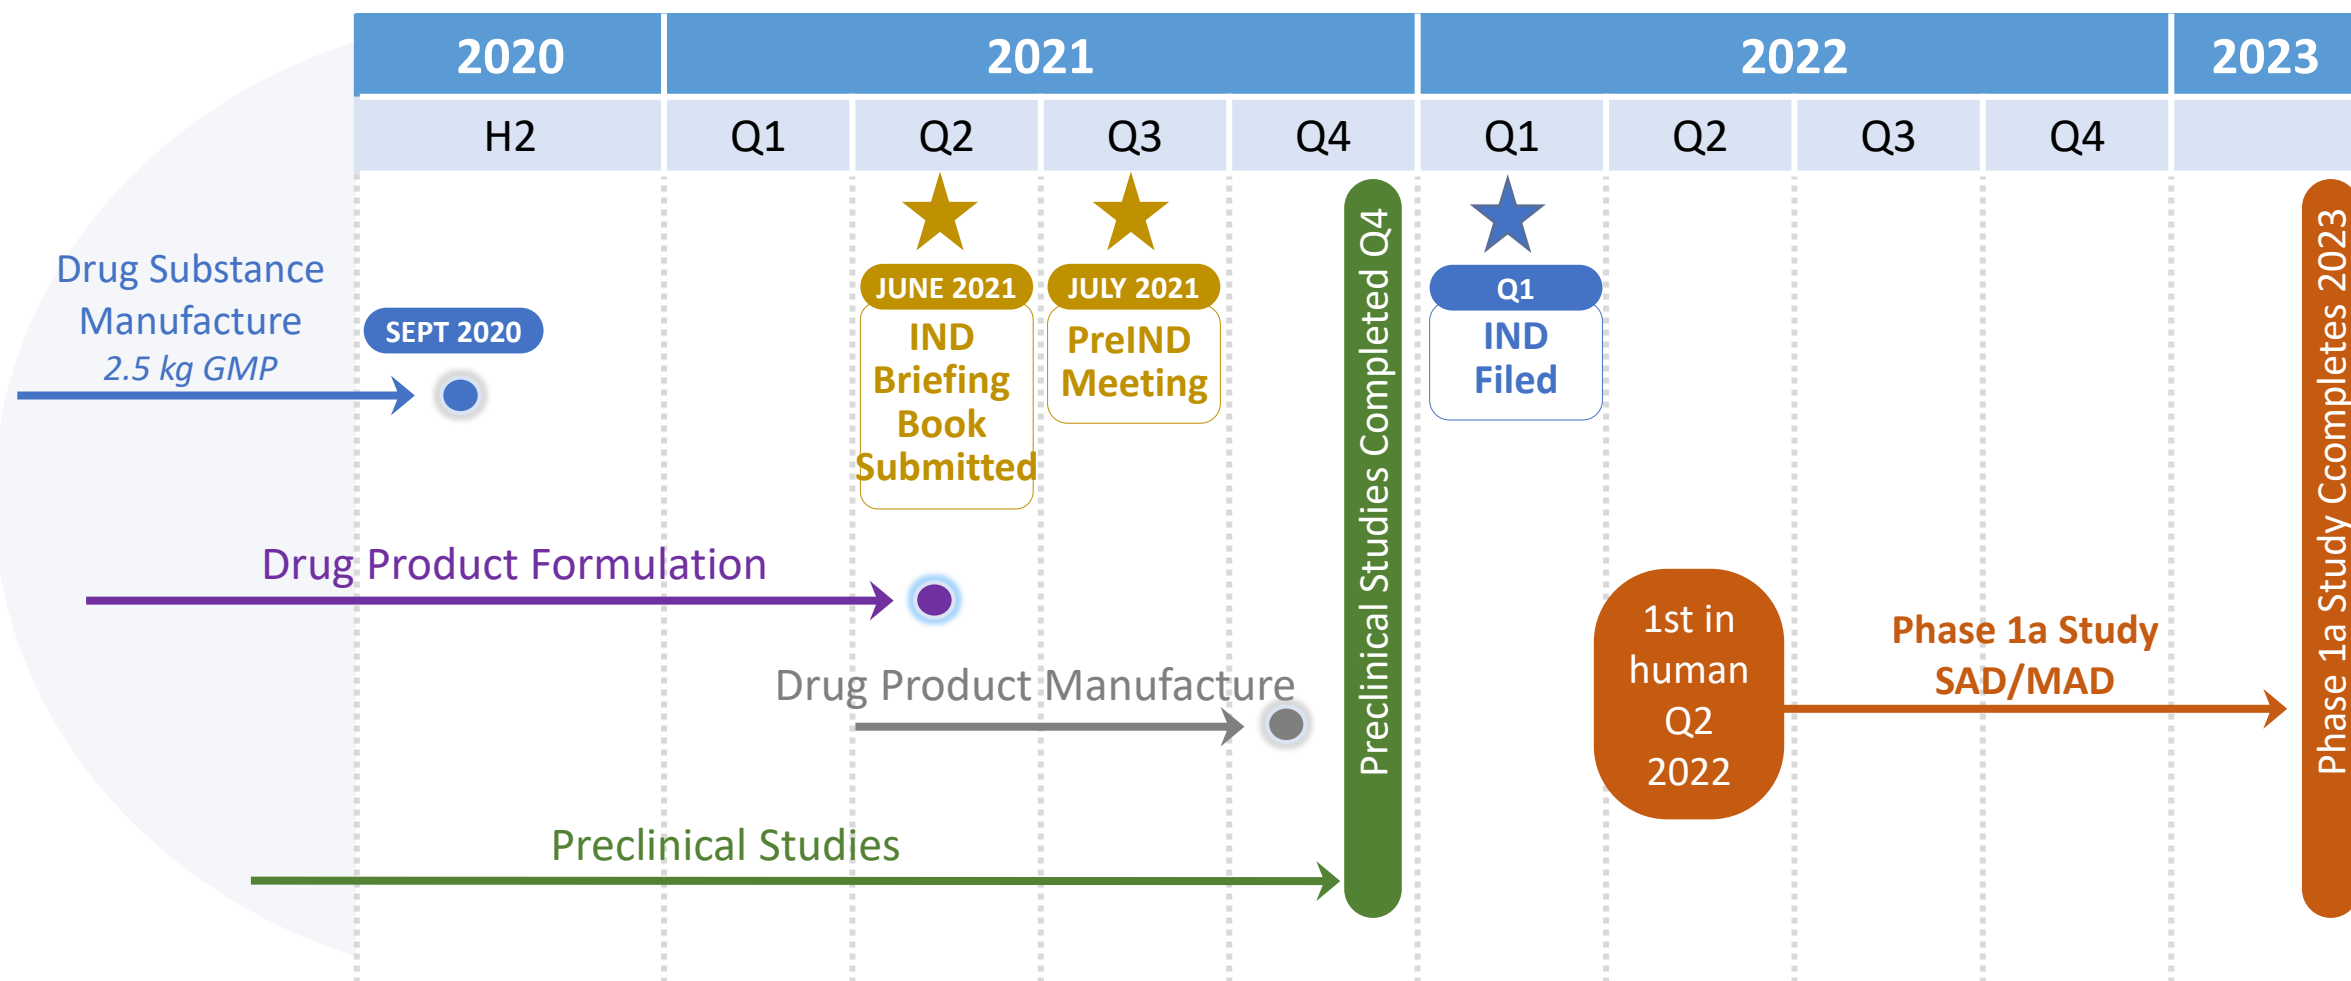 2020 2021 2022 2023
H2 Q1 Q2 Q3 Q4 Q1 Q2 Q3 Q4
Drug Substance
Manufacture
2.5 kg GMP
SEPT 2020
JUNE 2021
IND
Briefing
Book
Submitted
JULY 2021
PreIND
Meeting
Preclinical Studies Completed Q4
Q1
IND
Filed
Phase 1a Study Ccompletes 2023
Drug Product Formulation
Drug Product Manufacture
1st in
human
Q2
2022
Phase 1a Study
SAD/MAD
Preclinical Studies